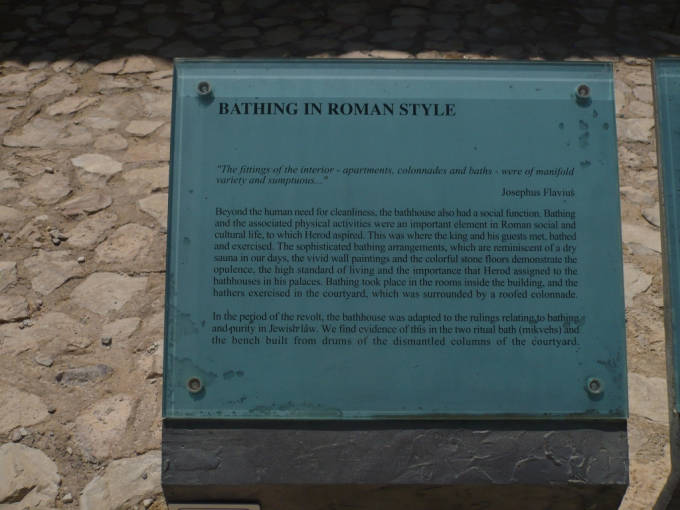 BATHING IN ROMAN STYLE
"The fittings of the interior - apartments, colonnades and baths - were of manifold
variety and sumptuous..."
Josephus Flavius
Beyond the human need for cleanliness, the bathhouse also had a social function. Bathing
and the associated physical activities were an important element in Roman social and
cultural life, to which Herod aspired. This was where the king and his guests met, bathed
and exercised. The sophisticated bathing arrangements, which are reminiscent of a dry
sauna in our days, the vivid wall paintings and the colorful stone floors demonstrate the
opulence, the high standard of living and the importance that Herod assigned to the
bathhouses in his palaces. Bathing took place in the rooms inside the building, and the
bathers exercised in the courtyard, which was surrounded by a roofed colonnade.
In the period of the revolt, the bathhouse was adapted to the rulings relating to bathing
and purity in Jewish law. We find evidence of this in the two ritual bath (mikvehs) and
the bench built from drums of the dismantled columns of the courtyard.